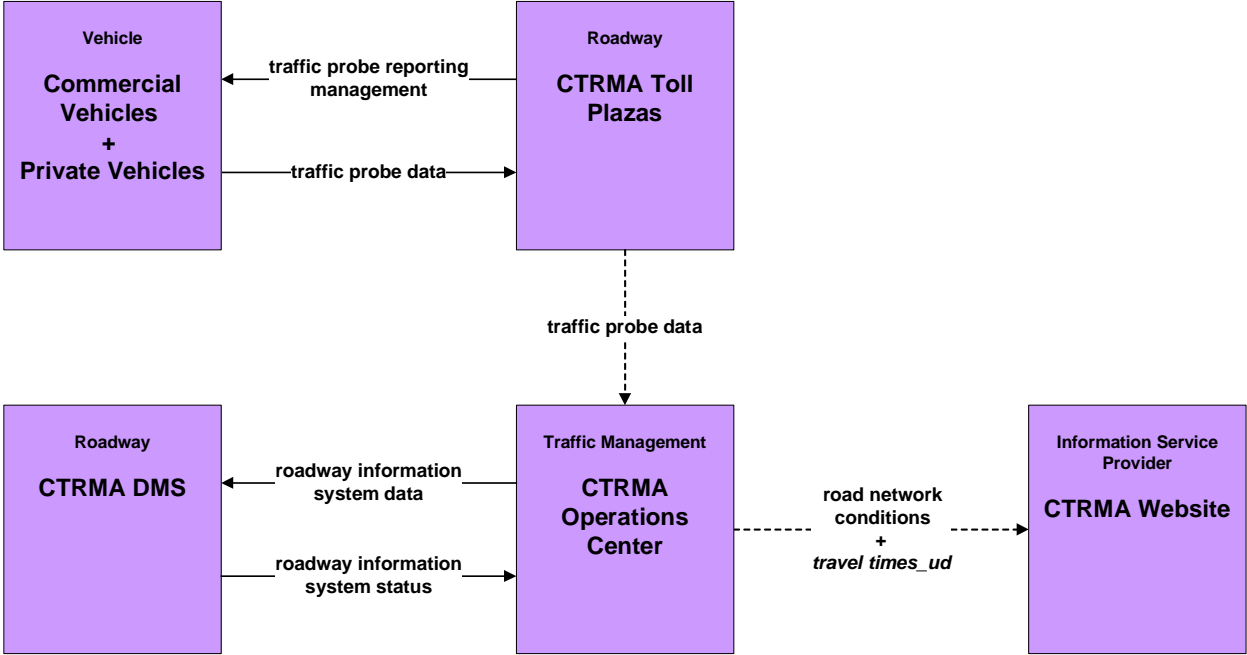 Vehicle
Commercial
Vehicles
+
Private Vehicles
traffic probe reporting
management
traffic probe data
Roadway
CTRMA Toll
Plazas
traffic probe data
Roadway
CTRMA DMS
roadway information
system data
roadway information
system status
Traffic Management
CTRMA
Operations
Center
road network
conditions
+
travel times_ud
Information Service
Provider
CTRMA Website